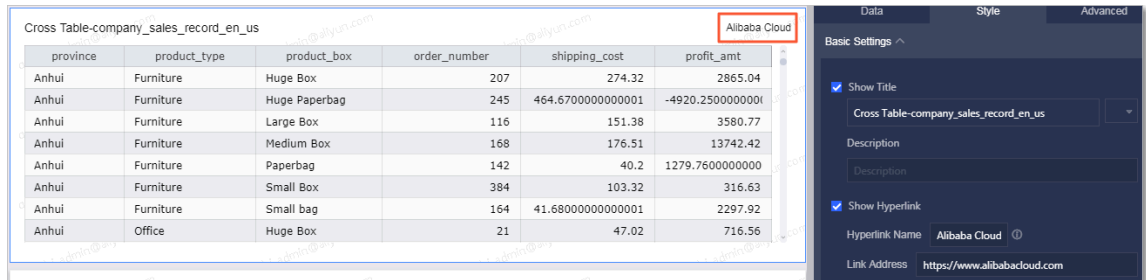 Cross Table-company_sales_record_en_us Alibaba Cloud
province product_type product_box order_number shipping_cost profit_amt
Anhui Furniture Huge Box 207 274.32 2865.04
Anhui Furniture Huge Paperbag 245 464.6700000000001 -4920.250000000(
Anhui Furniture Large Box 116 151.38 3580.77
Anhui Furniture Medium Box 168 176.51 13742.42
Anhui Furniture Paperbag 142 40.2 1279.7600000000
Anhui Furniture Small Box 384 103.32 316.63
Anhui Furniture Small bag 164 41.68000000000001 2297.92
Anhui Office Huge Box 21 47.02 716.56
Data Style Advanced
Basic Settings
Show Title
Cross Table-company_sales_record_en_us
Description
Description
Show Hyperlink
Hyperlink Name Alibaba Cloud
Link Address https://www.alibabacloud.com